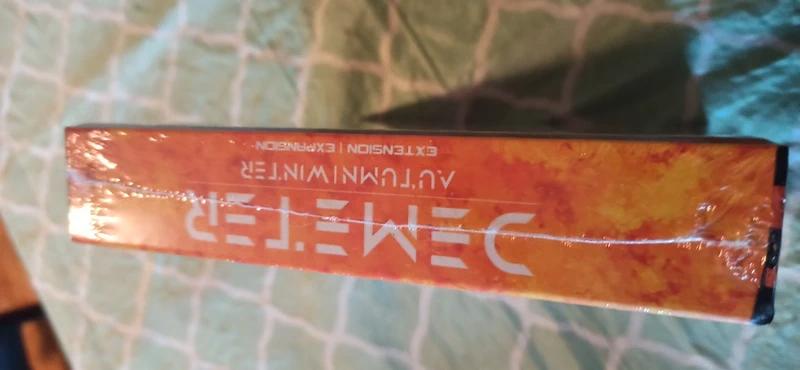 DEMETER
AUTUMN|WINTER
EXTENSION | EXPANSION